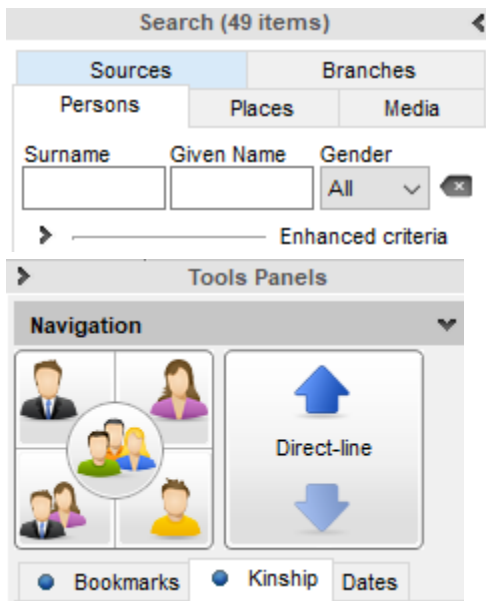 Search (49 items)
Sources Branches
Persons Places Media
Surname Given Name Gender
All
Enhanced criteria
Tools Panels
Navigation
Direct-line
Bookmarks Kinship Dates